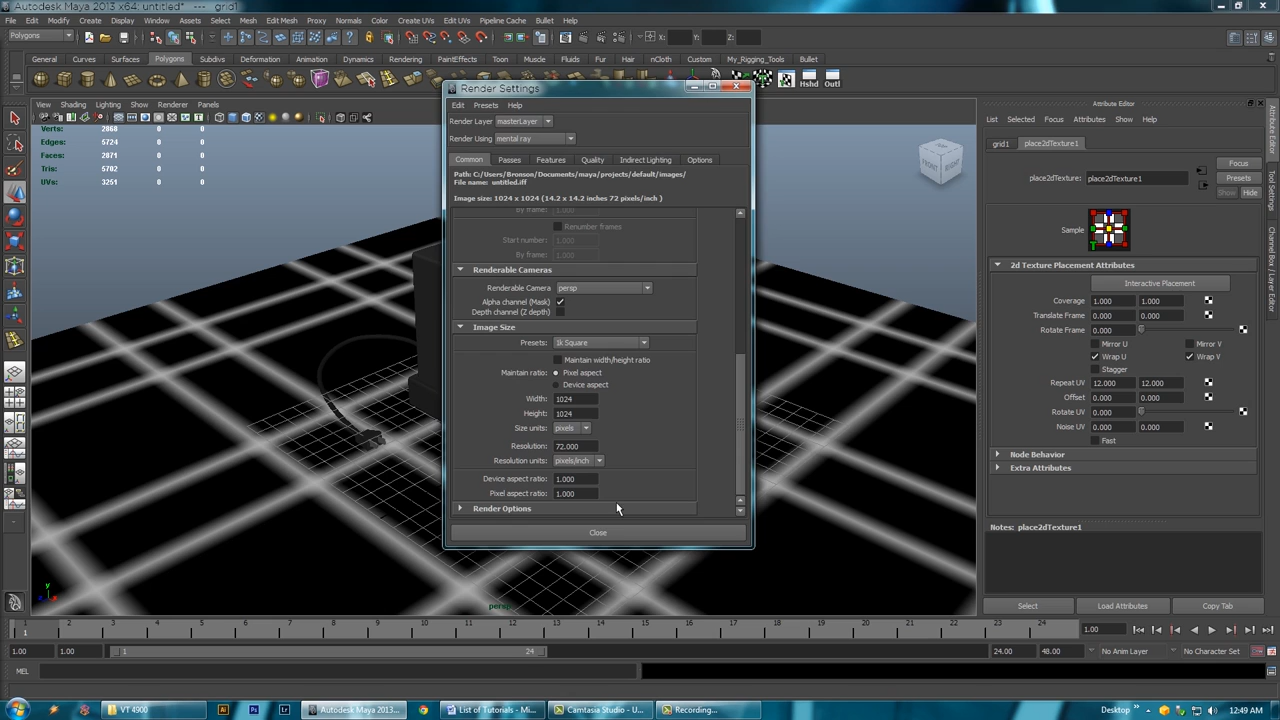 Autodesk Maya 2013 x64: untitled*   ---   grid1
File Edit Modify Create Display Window Assets Select Mesh Edit Mesh Proxy Normals Color Create UVs Edit UVs Pipeline Cache Bullet Help
Polygons X: Y: Z:
General Curves Surfaces Polygons Subdivs Deformation Animation Dynamics Rendering PaintEffects Toon Muscle Fluids Fur Hair nCloth Custom My_Rigging_Tools Bullet
Hshd Outl
View Shading Lighting Show Renderer Panels
Verts: 2868 0 0
Edges: 5724 0 0
Faces: 2871 0 0
Tris: 5702 0 0
UVs: 3251 0 0
FRONT RIGHT
persp
Render Settings
Edit Presets Help
Render Layer masterLayer
Render Using mental ray
Common Passes Features Quality Indirect Lighting Options
Path: C:/Users/Bronson/Documents/maya/projects/default/images/
File name: untitled.iff
Image size: 1024 x 1024 (14.2 x 14.2 inches 72 pixels/inch )
By frame: 1.000
Renumber frames
Start number: 1.000
By frame: 1.000
Renderable Cameras
Renderable Camera persp
Alpha channel (Mask)
Depth channel (Z depth)
Image Size
Presets: 1k Square
Maintain width/height ratio
Maintain ratio: Pixel aspect
Device aspect
Width: 1024
Height: 1024
Size units: pixels
Resolution: 72.000
Resolution units: pixels/inch
Device aspect ratio: 1.000
Pixel aspect ratio: 1.000
Render Options
Close
Attribute Editor
List Selected Focus Attributes Show Help
grid1 place2dTexture1
Focus
place2dTexture: place2dTexture1 Presets
Show Hide
Sample
2d Texture Placement Attributes
Interactive Placement
Coverage 1.000 1.000
Translate Frame 0.000 0.000
Rotate Frame 0.000
Mirror U Mirror V
Wrap U Wrap V
Stagger
Repeat UV 12.000 12.000
Offset 0.000 0.000
Rotate UV 0.000
Noise UV 0.000 0.000
Fast
Node Behavior
Extra Attributes
Notes: place2dTexture1
Select Load Attributes Copy Tab
Attribute Editor
Tool Settings
Channel Box / Layer Editor
1 2 3 4 5 6 7 8 9 10 11 12 13 14 15 16 17 18 19 20 21 22 23 24
1 1.00
1.00 1.00 1 24 24.00 48.00 No Anim Layer No Character Set
MEL
VT 4900 Maya 2013... List of Tutorials - Mi... Camtasia Studio - U... Recording... Desktop 12:49 AM